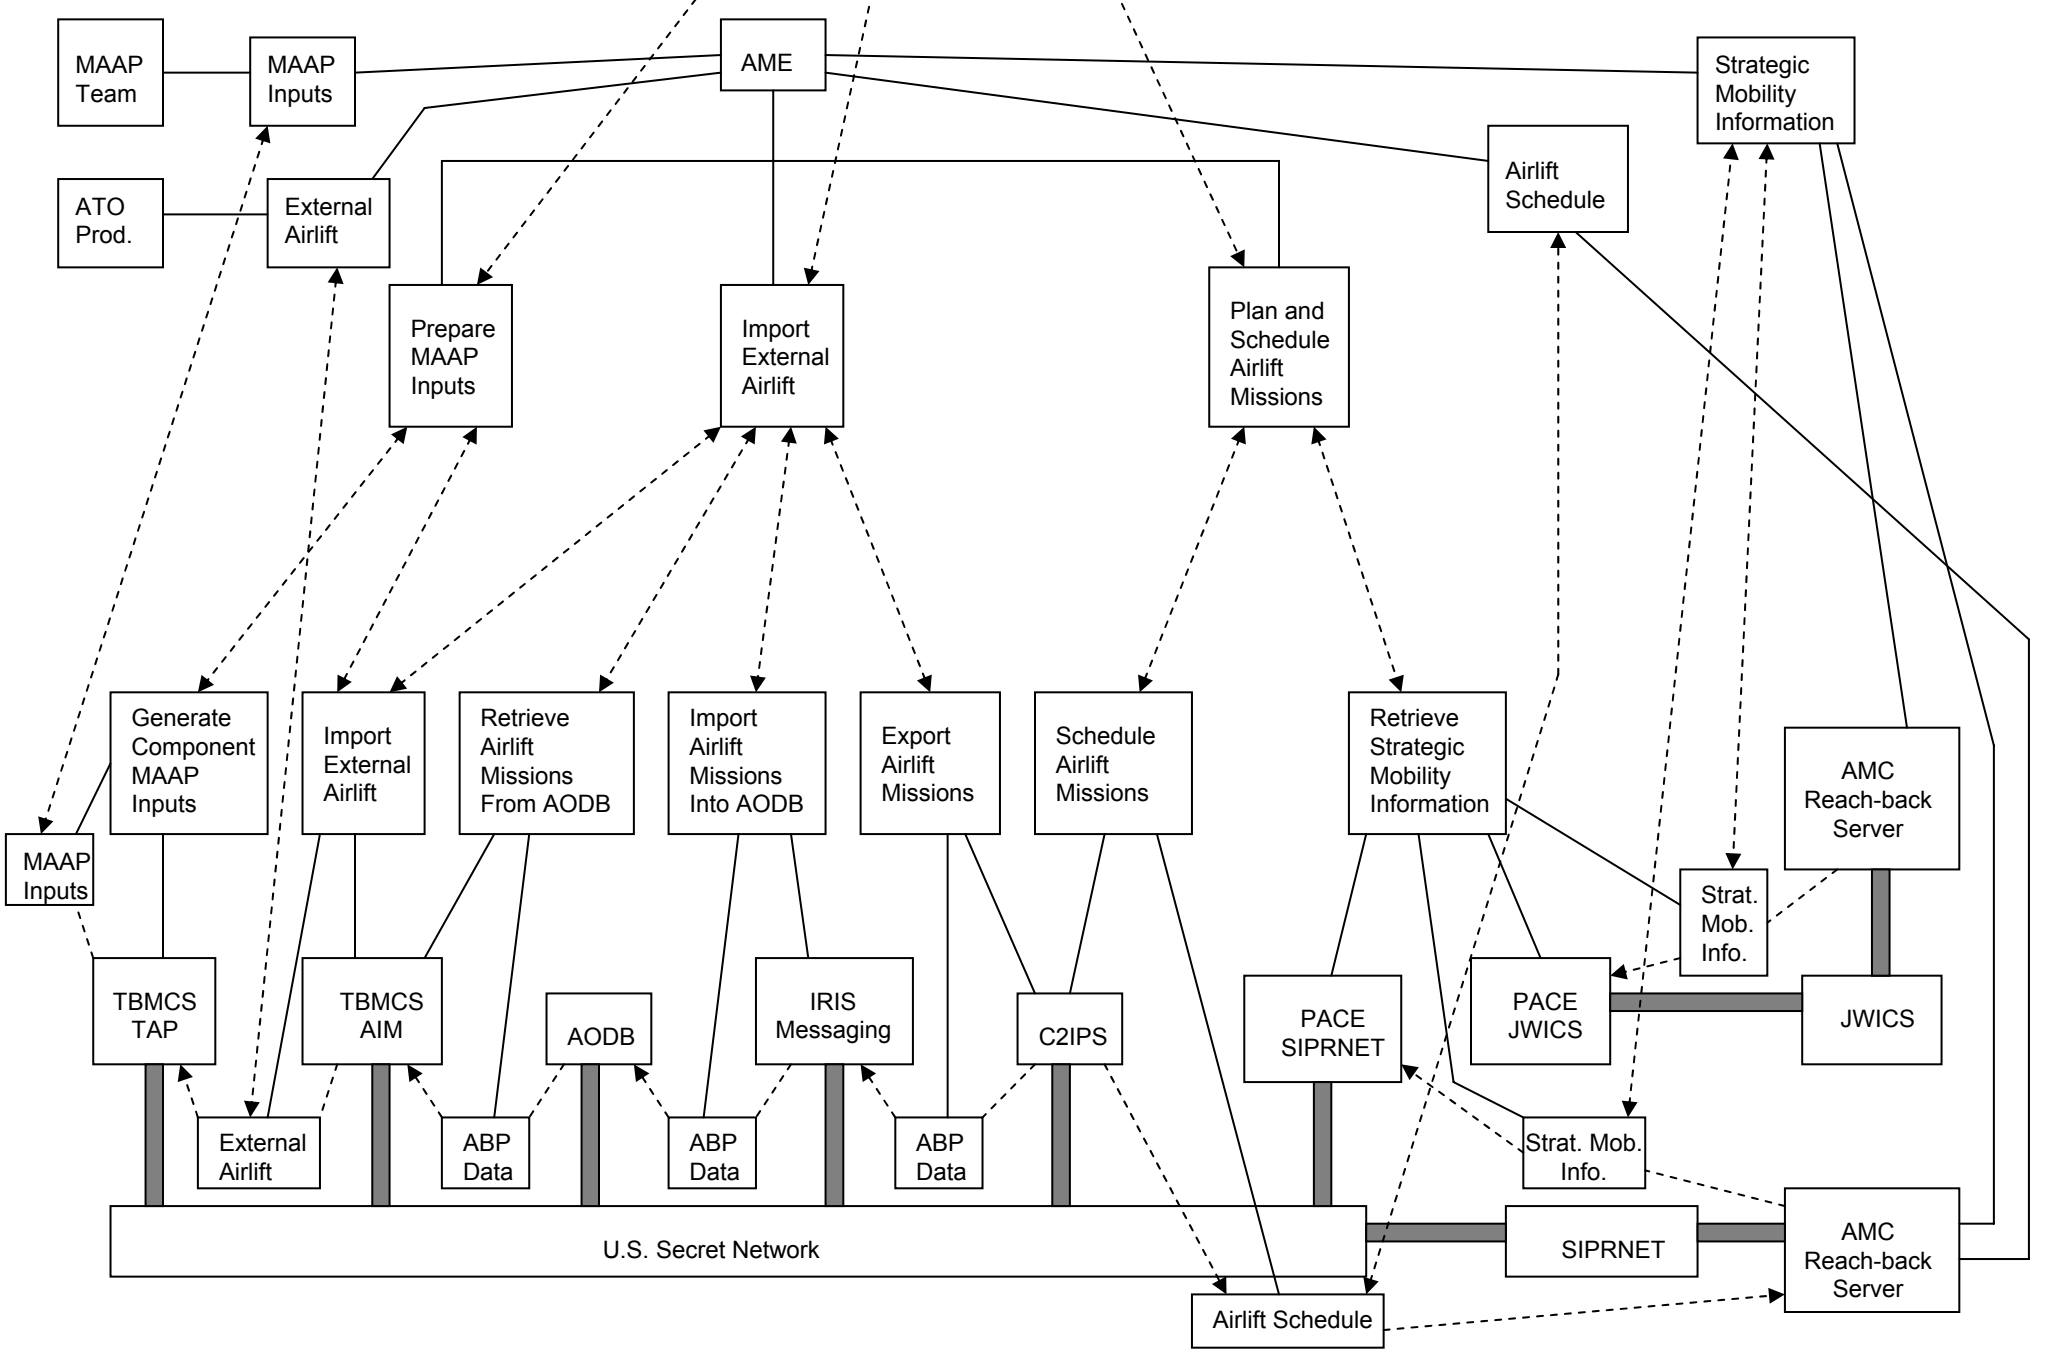 MAAP
Team
MAAP
Inputs
AME
Strategic
Mobility
Information
Airlift
Schedule
ATO
Prod.
External
Airlift
Prepare
MAAP
Inputs
Import
External
Airlift
Plan and
Schedule
Airlift
Missions
Generate
Component
MAAP
Inputs
Import
External
Airlift
Retrieve
Airlift
Missions
From AODB
Import
Airlift
Missions
Into AODB
Export
Airlift
Missions
Schedule
Airlift
Missions
Retrieve
Strategic
Mobility
Information
AMC
Reach-back
Server
MAAP
Inputs
Strat.
Mob.
Info.
TBMCS
TAP
TBMCS
AIM
AODB
IRIS
Messaging
C2IPS
PACE
SIPRNET
PACE
JWICS
JWICS
External
Airlift
ABP
Data
ABP
Data
ABP
Data
Strat. Mob.
Info.
U.S. Secret Network
SIPRNET
AMC
Reach-back
Server
Airlift Schedule